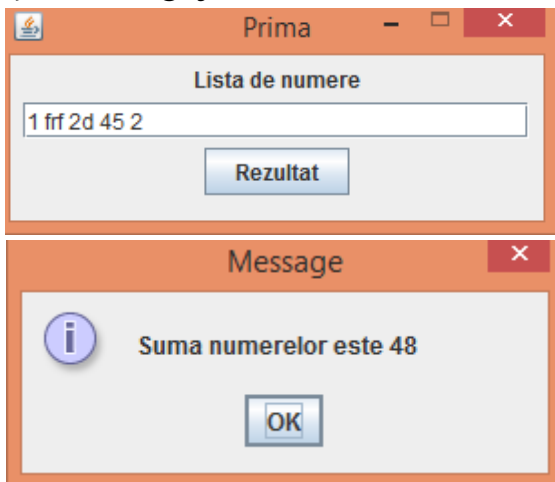 Prima
Lista de numere
1 frf 2d 45 2
Rezultat
Message
Suma numerelor este 48
OK